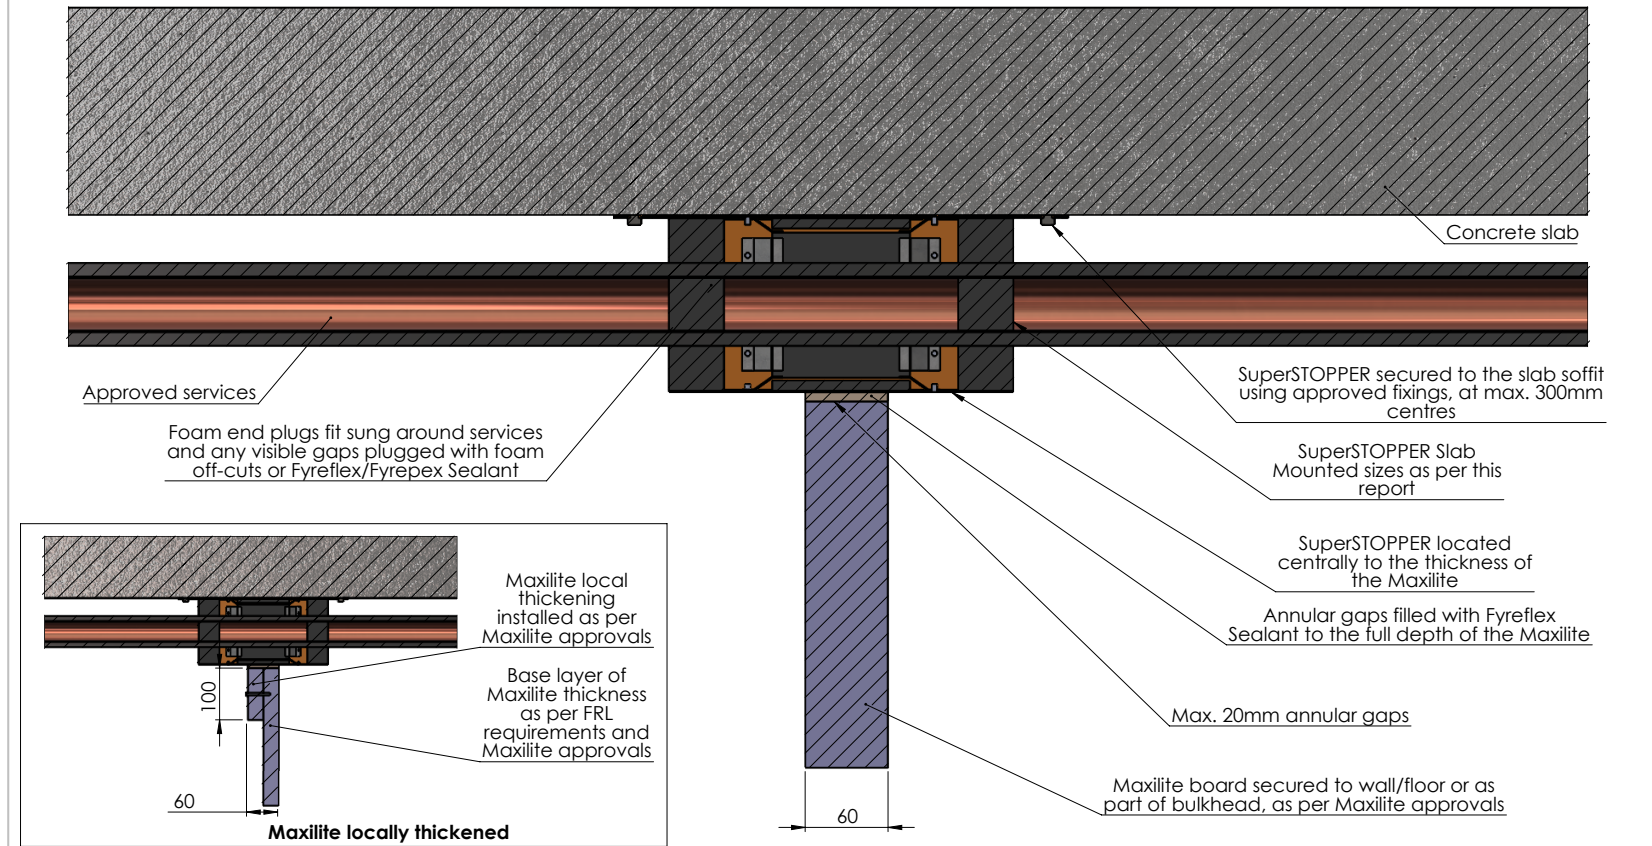 Concrete slab
Approved services
Foam end plugs fit sung around services
and any visible gaps plugged with foam
off-cuts or Fyreflex/Fyrepex Sealant
SuperSTOPPER secured to the slab soffit
using approved fixings, at max. 300mm
centres
SuperSTOPPER Slab
Mounted sizes as per this
report
SuperSTOPPER located
centrally to the thickness of
the Maxilite
Annular gaps filled with Fyreflex
Sealant to the full depth of the Maxilite
Max. 20mm annular gaps
Maxilite board secured to wall/floor or as
part of bulkhead, as per Maxilite approvals
60
Maxilite local
thickening
installed as per
Maxilite approvals
Base layer of
Maxilite thickness
as per FRL
requirements and
Maxilite approvals
100
60
Maxilite locally thickened